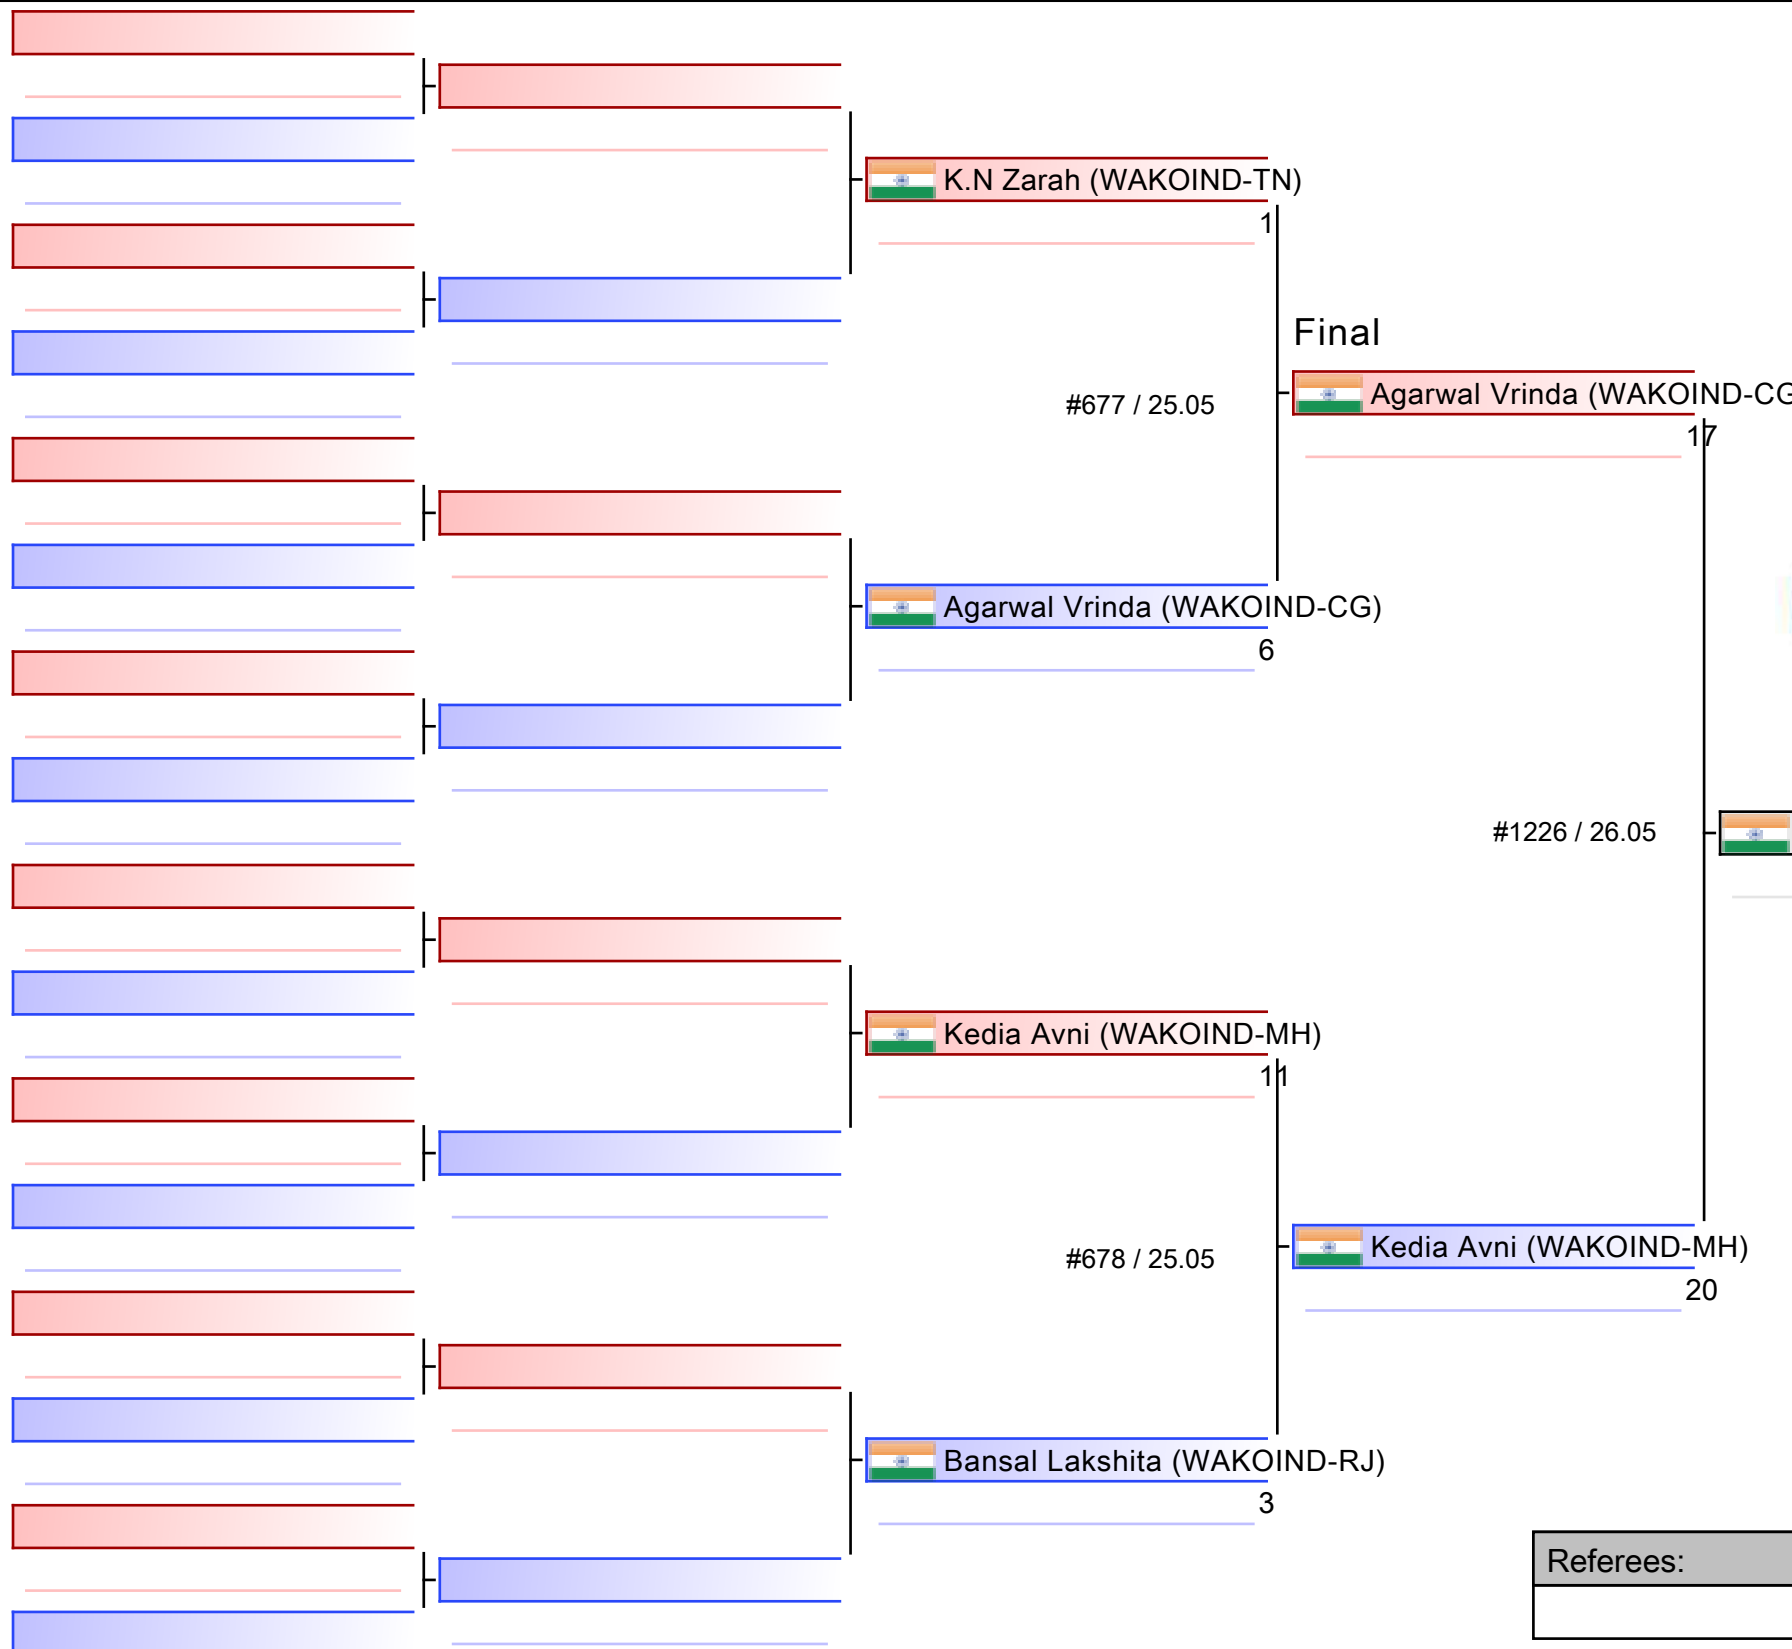 K.N Zarah (WAKOIND-TN)
1
Final
#677 / 25.05
Agarwal Vrinda (WAKOIND-CG
17
Agarwal Vrinda (WAKOIND-CG)
6
#1226 / 26.05
Kedia Avni (WAKOIND-MH)
11
#678 / 25.05
Kedia Avni (WAKOIND-MH)
20
Bansal Lakshita (WAKOIND-RJ)
3
Referees: